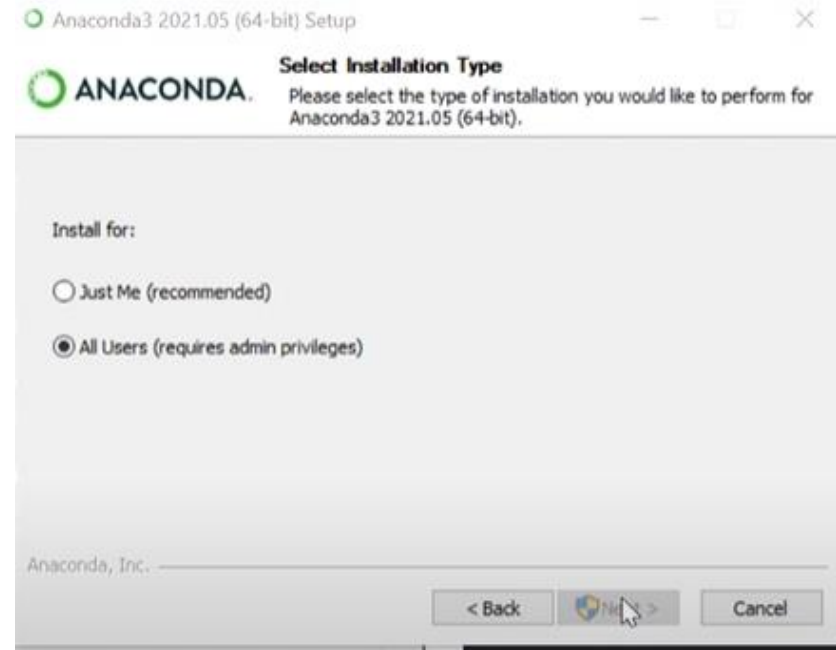 Anaconda3 2021.05 (64-bit) Setup
ANACONDA.
Select Installation Type
Please select the type of installation you would like to perform for
Anaconda3 2021.05 (64-bit).
Install for:
Just Me (recommended)
All Users (requires admin privileges)
Anaconda, Inc.
< Back
>
Cancel